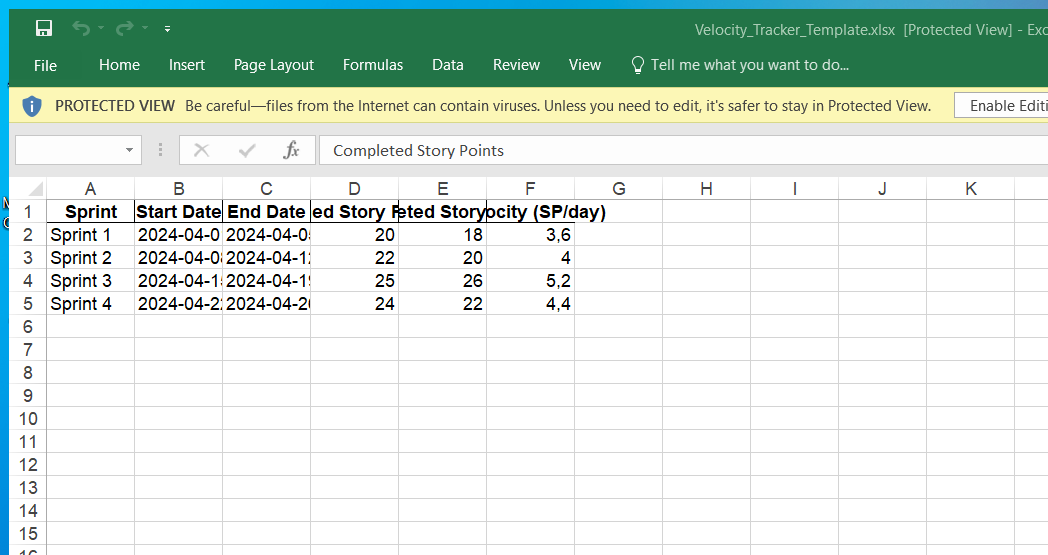 Velocity_Tracker_Template.xlsx [Protected View] - Exc
File Home Insert Page Layout Formulas Data Review View Tell me what you want to do...
PROTECTED VIEW Be careful—files from the Internet can contain viruses. Unless you need to edit, it's safer to stay in Protected View. Enable Editi
fx Completed Story Points
A B C D E F G H I J K
1 Sprint Start Date End Date ed Story eted Story ocity (SP/day)
2 Sprint 1 2024-04-0 2024-04-0 20 18 3,6
3 Sprint 2 2024-04-0 2024-04-1 22 20 4
4 Sprint 3 2024-04-1 2024-04-1 25 26 5,2
5 Sprint 4 2024-04-2 2024-04-2 24 22 4,4
6
7
8
9
10
11
12
13
14
15
16